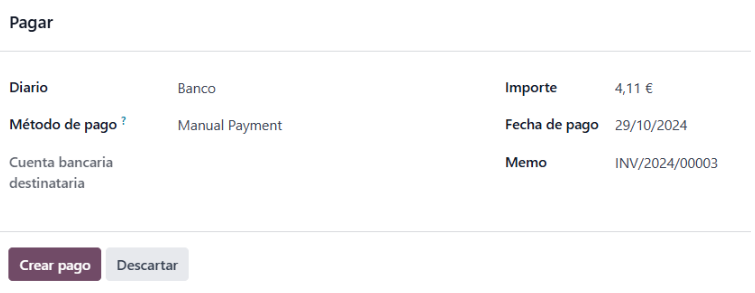 Pagar
Diario Banco
Importe 4,11 €
Método de pago ? Manual Payment
Fecha de pago 29/10/2024
Cuenta bancaria
destinataria
Memo INV/2024/00003
Crear pago Descartar